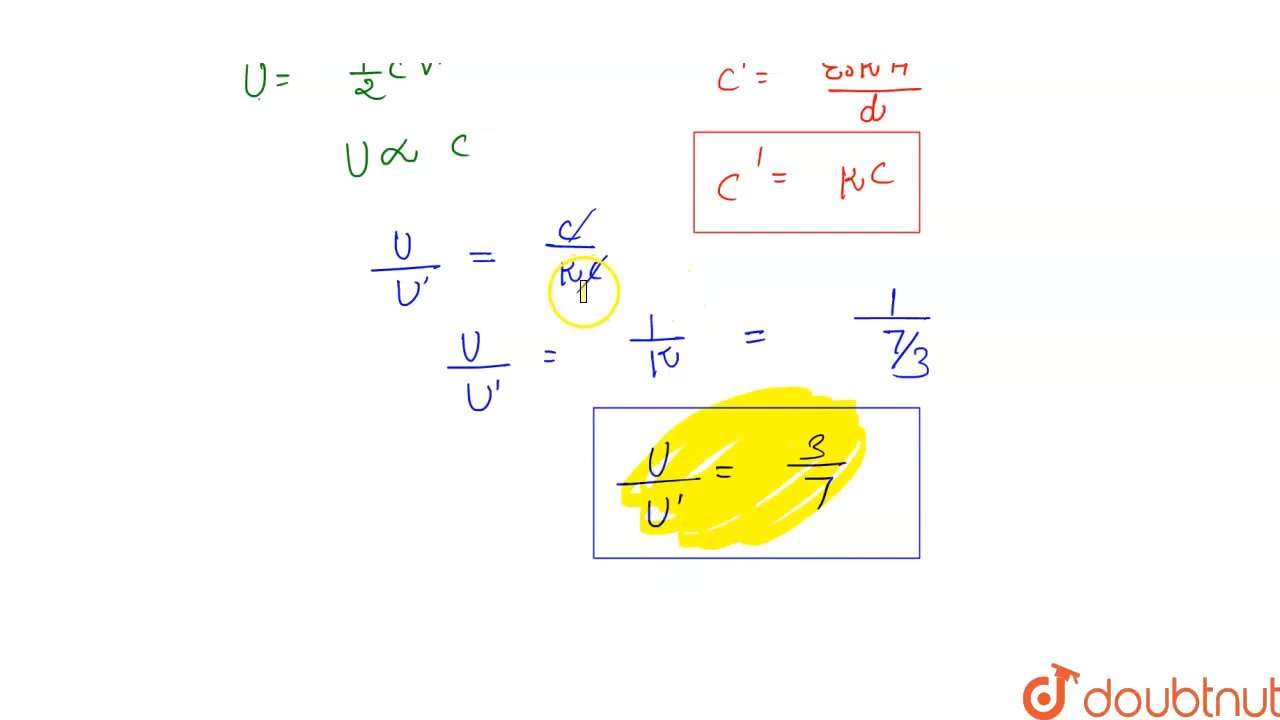 U = 1/2 C V
C' = ε0KA/d
U ∝ C
C' = KC
U/U' = C/KC
U/U' = 1/K = 1/7/3
U/U' = 3/7
doubtnut